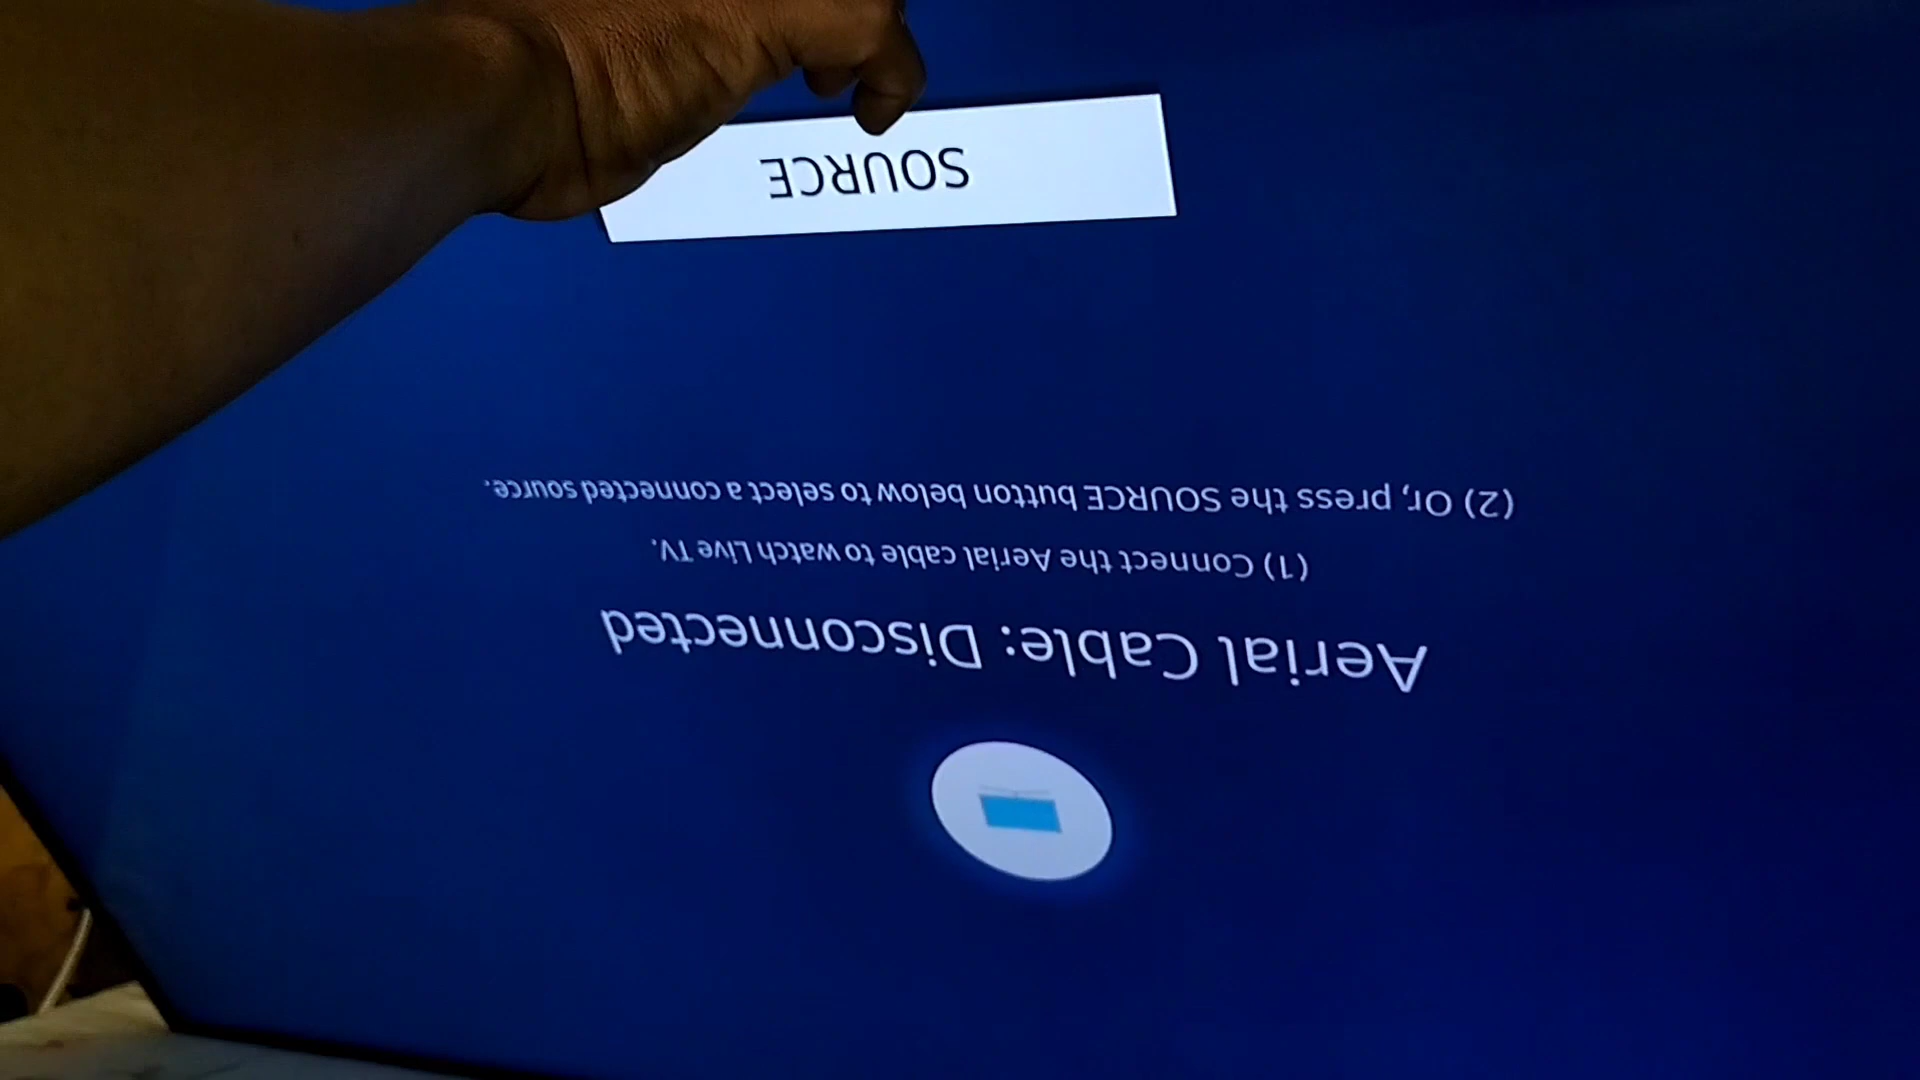 Aerial Cable: Disconnected
(1) Connect the Aerial cable to watch Live TV.
(2) Or, press the SOURCE button below to select a connected source.
SOURCE